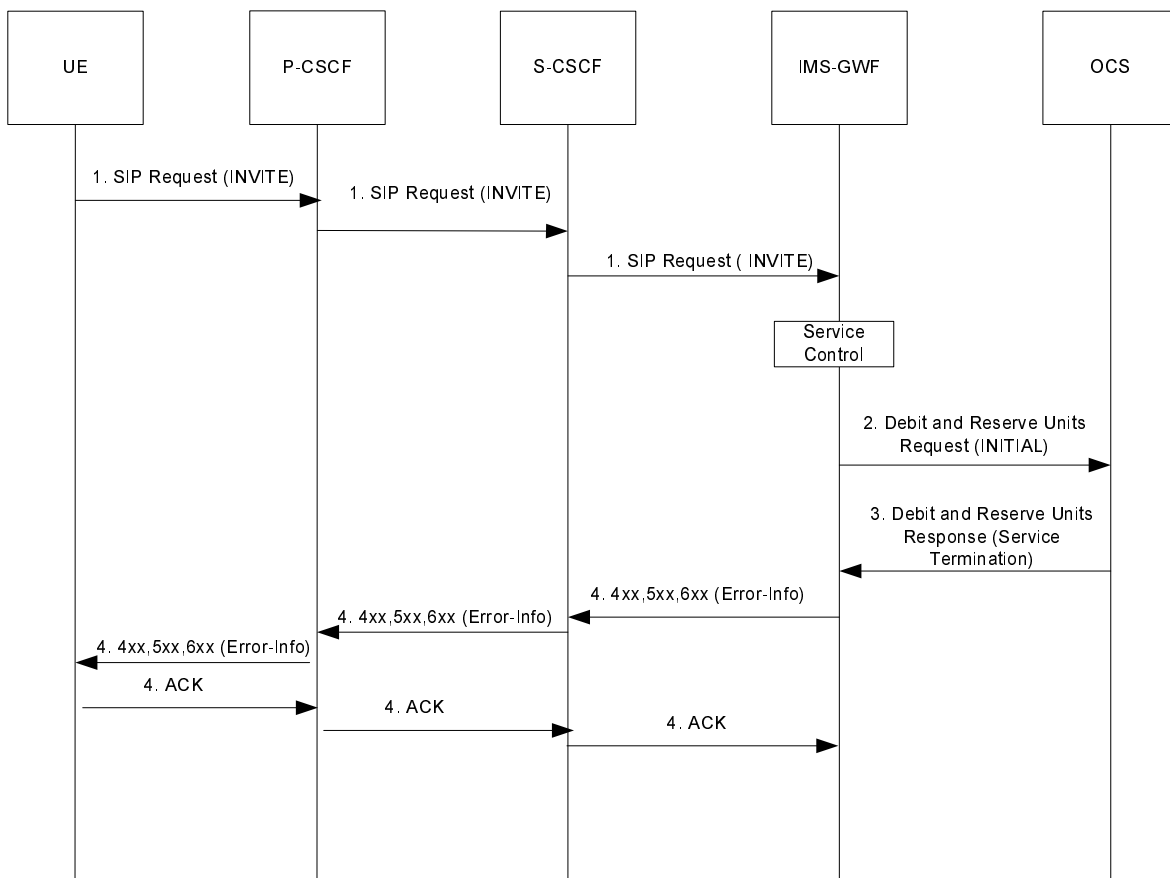 UE
P-CSCF
S-CSCF
IMS-GWF
OCS
1. SIP Request (INVITE)
1. SIP Request (INVITE)
1. SIP Request ( INVITE)
Service
Control
2. Debit and Reserve Units
Request (INITIAL)
3. Debit and Reserve Units
Response (Service
Termination)
4. 4xx,5xx,6xx (Error-Info)
4. 4xx,5xx,6xx (Error-Info)
4. 4xx,5xx,6xx (Error-Info)
4. ACK
4. ACK
4. ACK